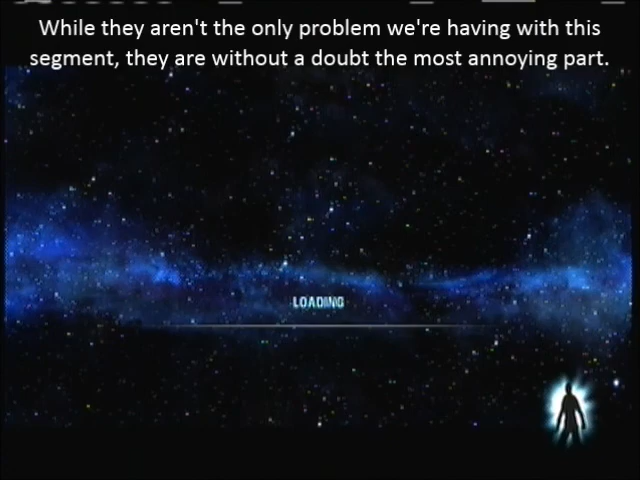 While they aren't the only problem we're having with this
segment, they are without a doubt the most annoying part.
LOADING